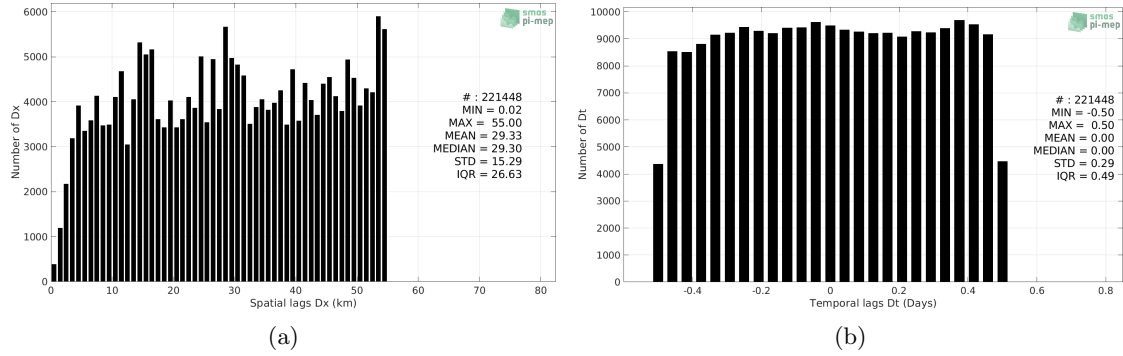 smos
pi-mep
6000
5000
4000
3000
2000
1000
0
Number of Dx
# : 221448
MIN = 0.02
MAX = 55.00
MEAN = 29.33
MEDIAN = 29.30
STD = 15.29
IQR = 26.63
0 10 20 30 40 50 60 70 80
Spatial lags Dx (km)
(a)
smos
pi-mep
10000
9000
8000
7000
6000
5000
4000
3000
2000
1000
0
Number of Dt
# : 221448
MIN = -0.50
MAX = 0.50
MEAN = 0.00
MEDIAN = 0.00
STD = 0.29
IQR = 0.49
-0.4 -0.2 0 0.2 0.4 0.6 0.8
Temporal lags Dt (Days)
(b)